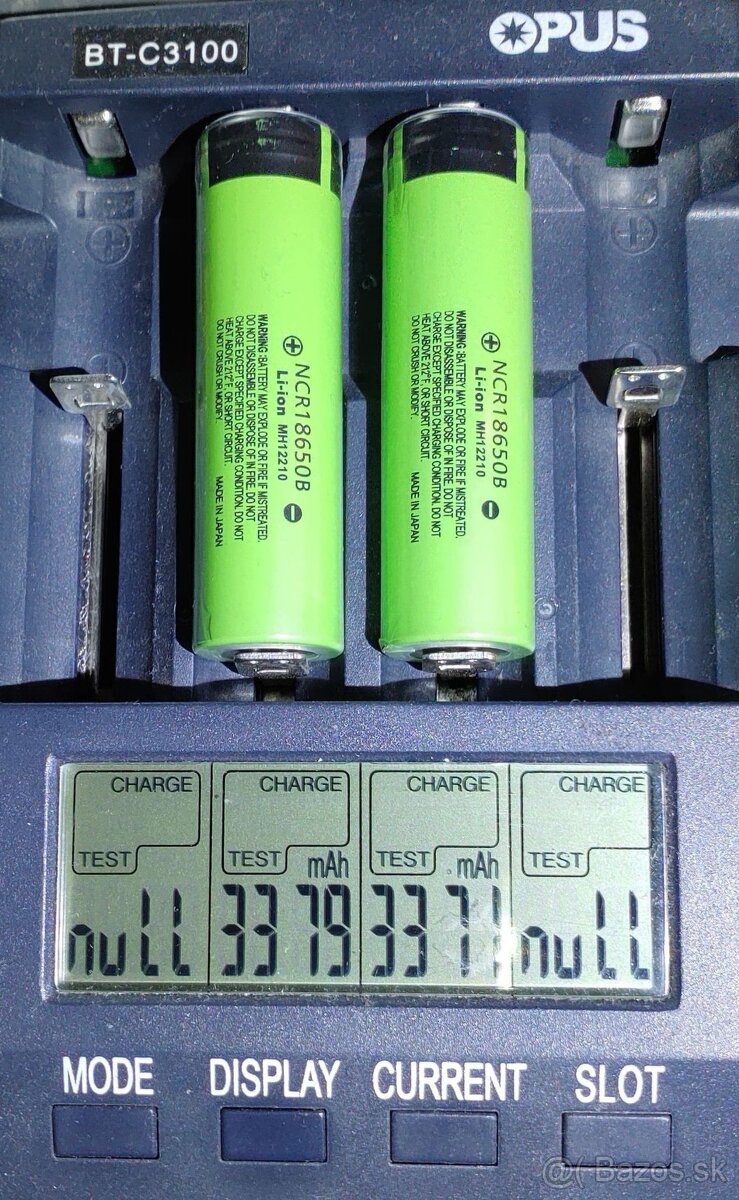 BT-C3100
OPUS
NCR18650B
Li-ion MH12210
WARNING :BATTERY MAY EXPLODE OR FIRE IF MISTREATED.
DO NOT DISASSEMBLE OR DISPOSE OF IN FIRE. DO NOT
CHARGE EXCEPT SPECIFIED CHARGING CONDITION. DO NOT
HEAT ABOVE 212°F, OR SHORT CIRCUIT.
DO NOT CRUSH OR MODIFY. MADE IN JAPAN
NCR18650B
Li-ion MH12210
WARNING :BATTERY MAY EXPLODE OR FIRE IF MISTREATED.
DO NOT DISASSEMBLE OR DISPOSE OF IN FIRE. DO NOT
CHARGE EXCEPT SPECIFIED CHARGING CONDITION. DO NOT
HEAT ABOVE 212°F, OR SHORT CIRCUIT.
DO NOT CRUSH OR MODIFY. MADE IN JAPAN
CHARGE CHARGE CHARGE CHARGE
TEST TEST mAh TEST mAh TEST
null 3379 3371 null
MODE DISPLAY CURRENT SLOT
@( Bazos.sk